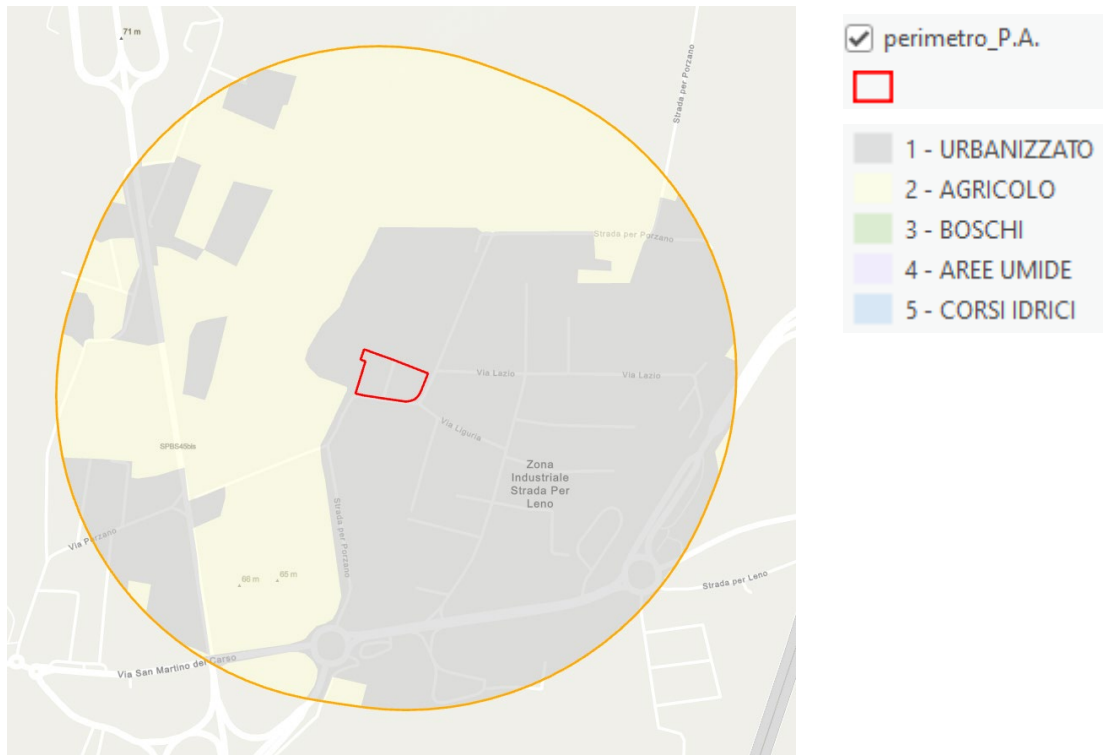 71 m
Strada per Porzano
Strada per Porzano
Via Lazio
Via Lazio
Via Liguria
SPBS45bis
Zona
Industriale
Strada Per
Leno
Strada per Porzano
Via Porzano
66 m
65 m
Strada per Leno
Via San Martino del Carso
perimetro_P.A.
1 - URBANIZZATO
2 - AGRICOLO
3 - BOSCHI
4 - AREE UMIDE
5 - CORSI IDRICI